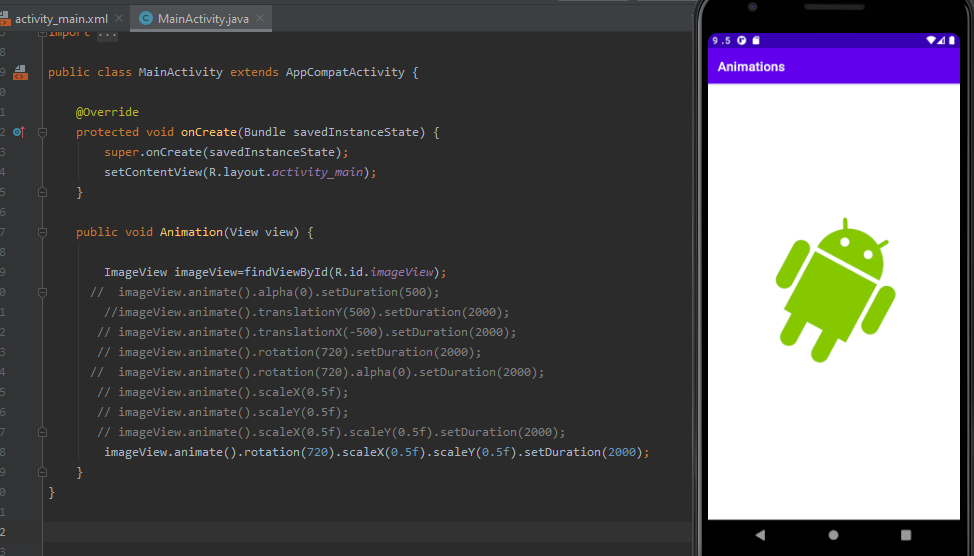 activity_main.xml MainActivity.java
import ...
public class MainActivity extends AppCompatActivity {
@Override
protected void onCreate(Bundle savedInstanceState) {
super.onCreate(savedInstanceState);
setContentView(R.layout.activity_main);
}
public void Animation(View view) {
ImageView imageView=findViewById(R.id.imageView);
//  imageView.animate().alpha(0).setDuration(500);
//imageView.animate().translationY(500).setDuration(2000);
// imageView.animate().translationX(-500).setDuration(2000);
// imageView.animate().rotation(720).setDuration(2000);
//  imageView.animate().rotation(720).alpha(0).setDuration(2000);
// imageView.animate().scaleX(0.5f);
// imageView.animate().scaleY(0.5f);
// imageView.animate().scaleX(0.5f).scaleY(0.5f).setDuration(2000);
imageView.animate().rotation(720).scaleX(0.5f).scaleY(0.5f).setDuration(2000);
}
}
Animations